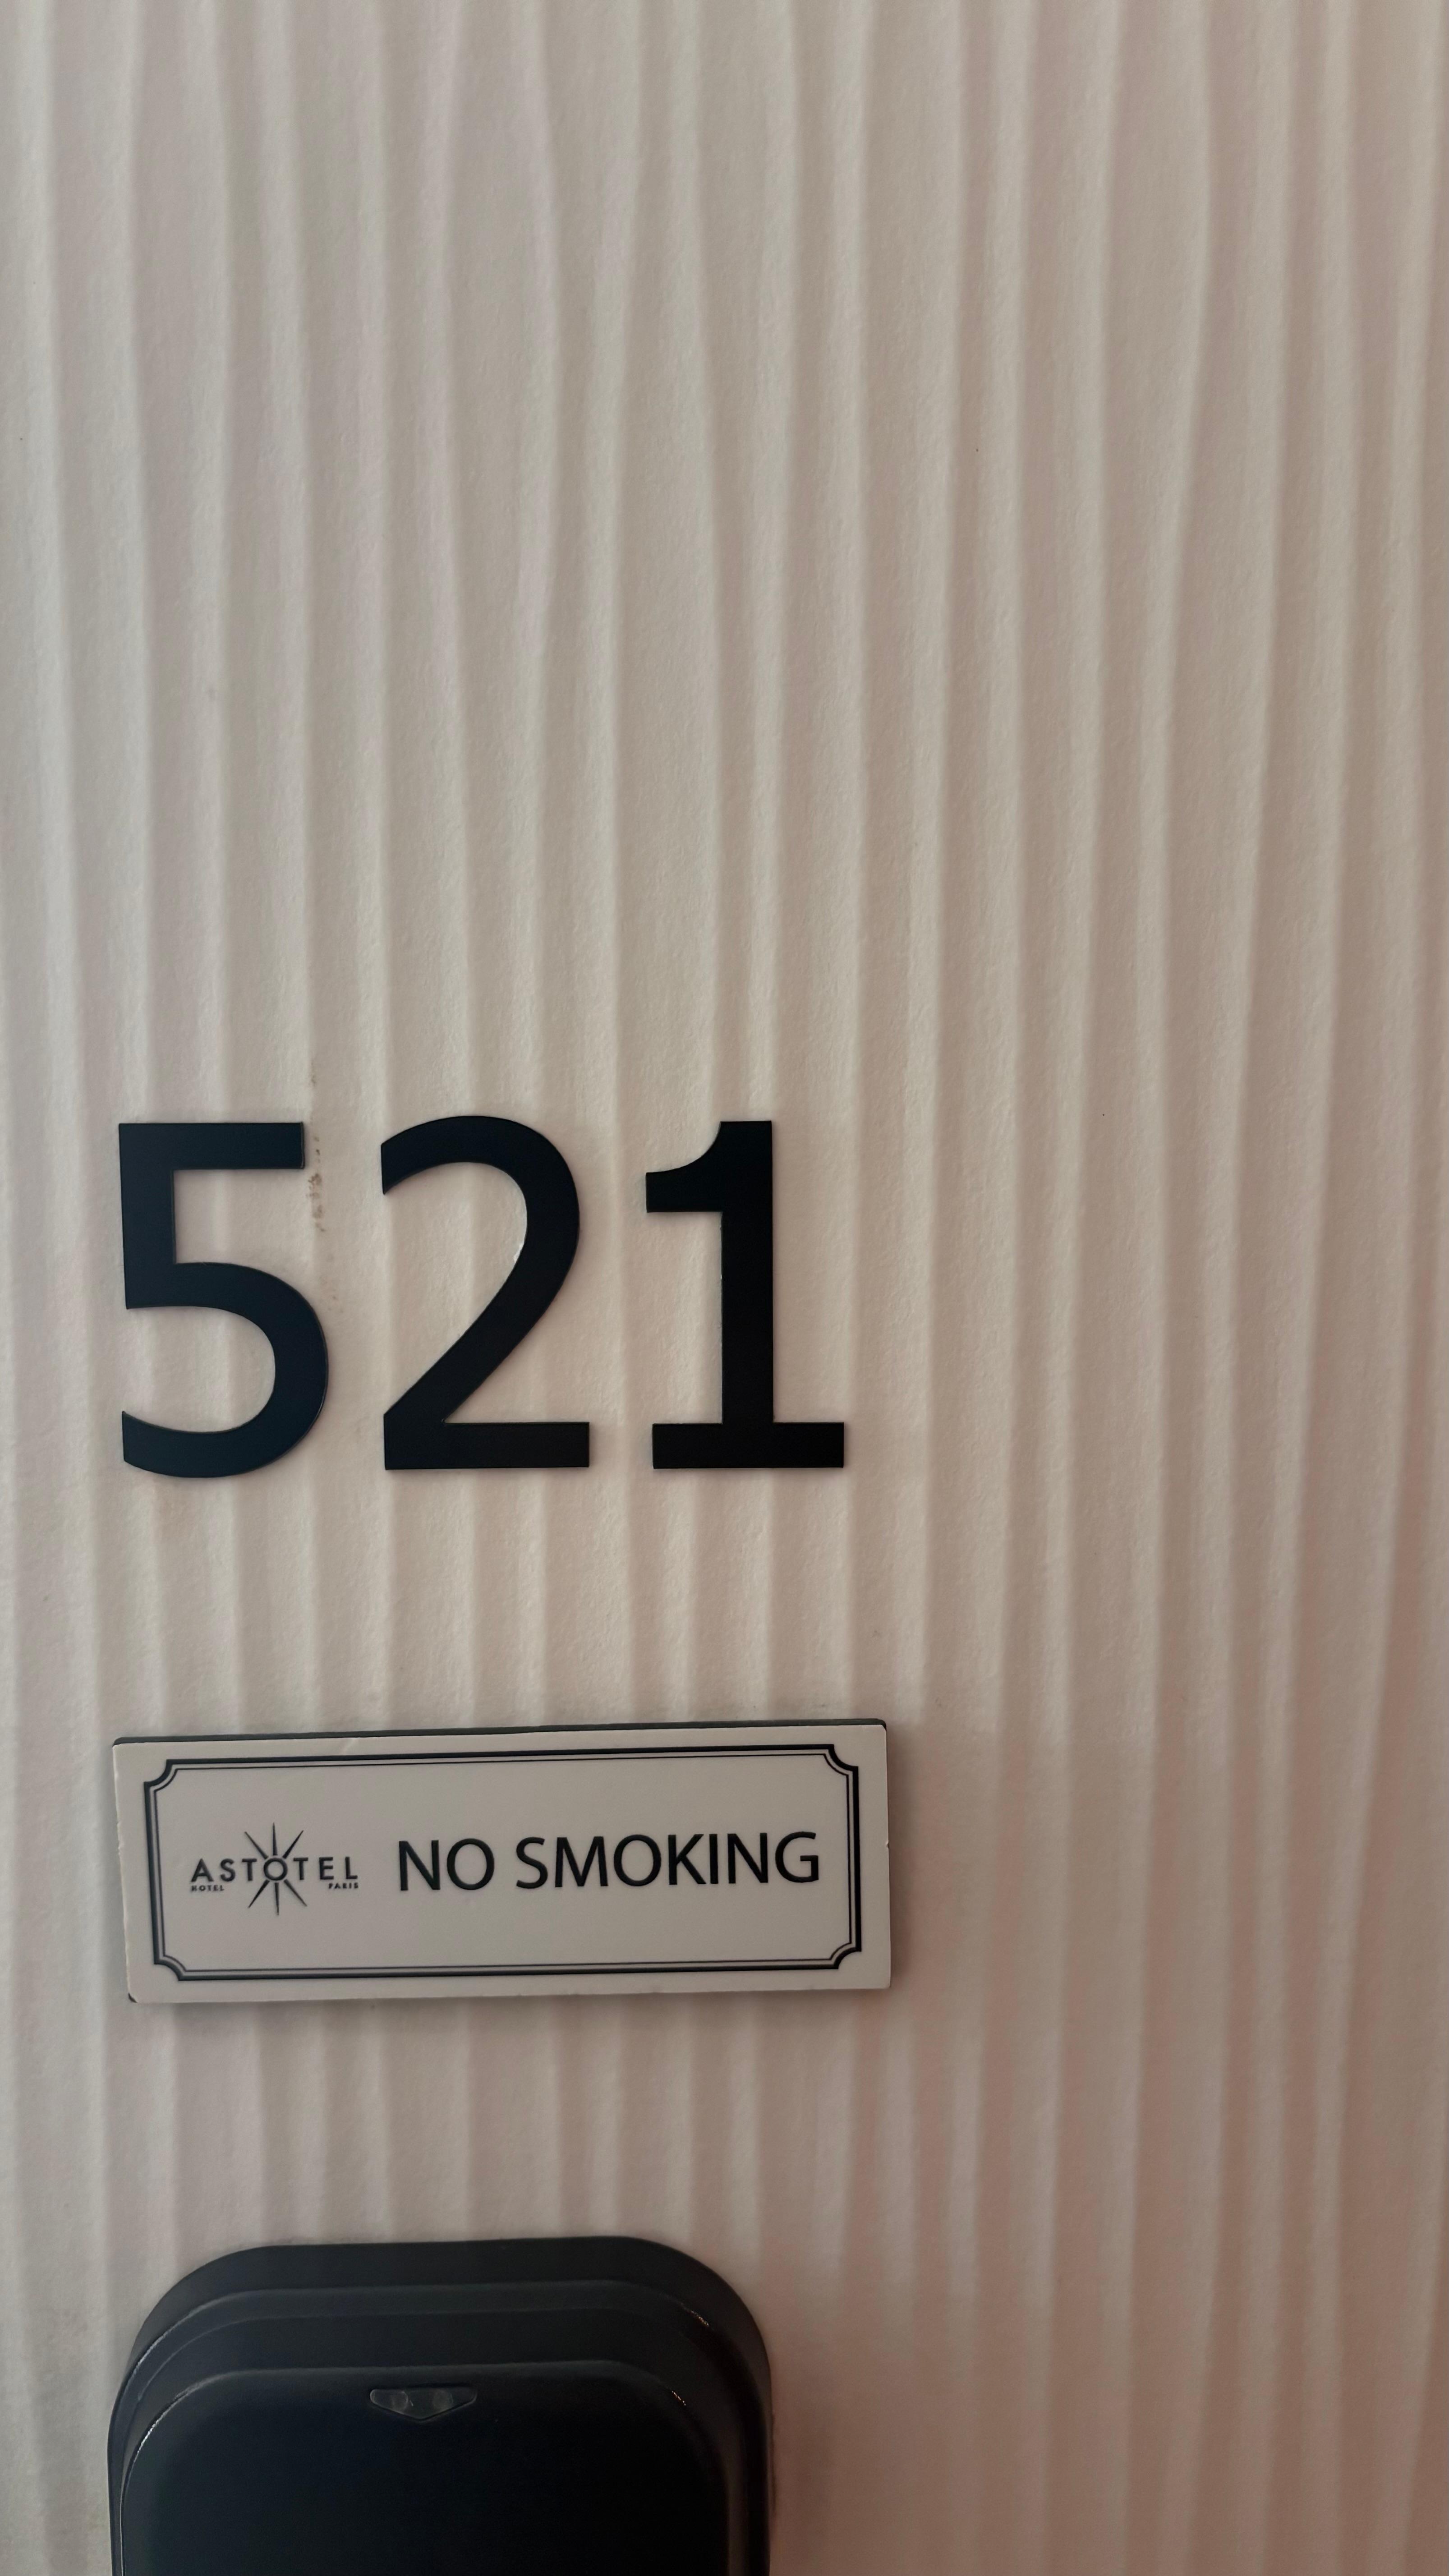 521
ASTOTEL NO SMOKING
HOTEL PARIS